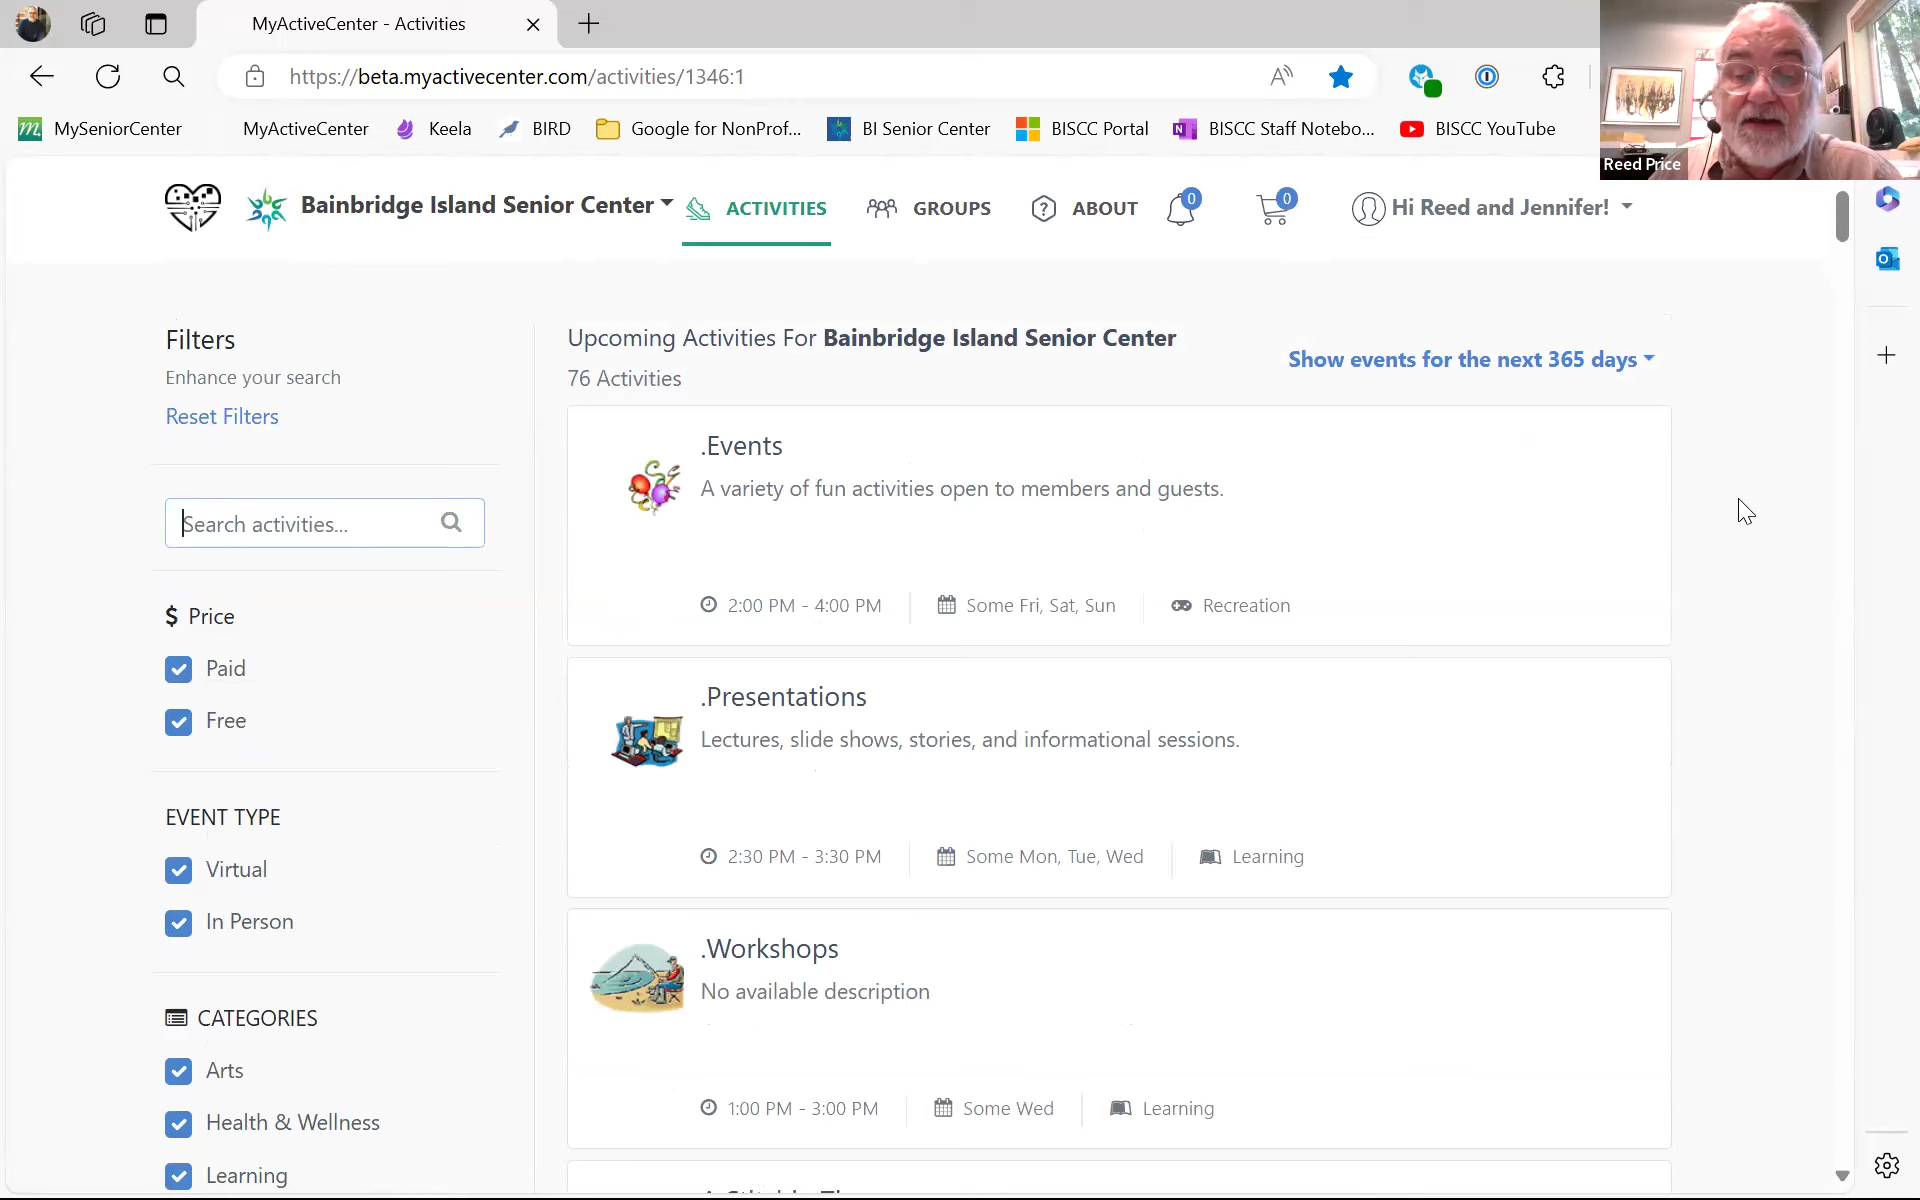 MyActiveCenter - Activities
https://beta.myactivecenter.com/activities/1346:1
MySeniorCenter
MyActiveCenter
Keela
BIRD
Google for NonProf...
BI Senior Center
BISCC Portal
BISCC Staff Notebo...
BISCC YouTube
Reed Price
Bainbridge Island Senior Center
ACTIVITIES
GROUPS
ABOUT
0
0
Hi Reed and Jennifer!
Filters
Enhance your search
Reset Filters
Search activities...
$ Price
Paid
Free
EVENT TYPE
Virtual
In Person
CATEGORIES
Arts
Health & Wellness
Learning
Upcoming Activities For Bainbridge Island Senior Center
76 Activities
Show events for the next 365 days
.Events
A variety of fun activities open to members and guests.
2:00 PM - 4:00 PM
Some Fri, Sat, Sun
Recreation
.Presentations
Lectures, slide shows, stories, and informational sessions.
2:30 PM - 3:30 PM
Some Mon, Tue, Wed
Learning
.Workshops
No available description
1:00 PM - 3:00 PM
Some Wed
Learning